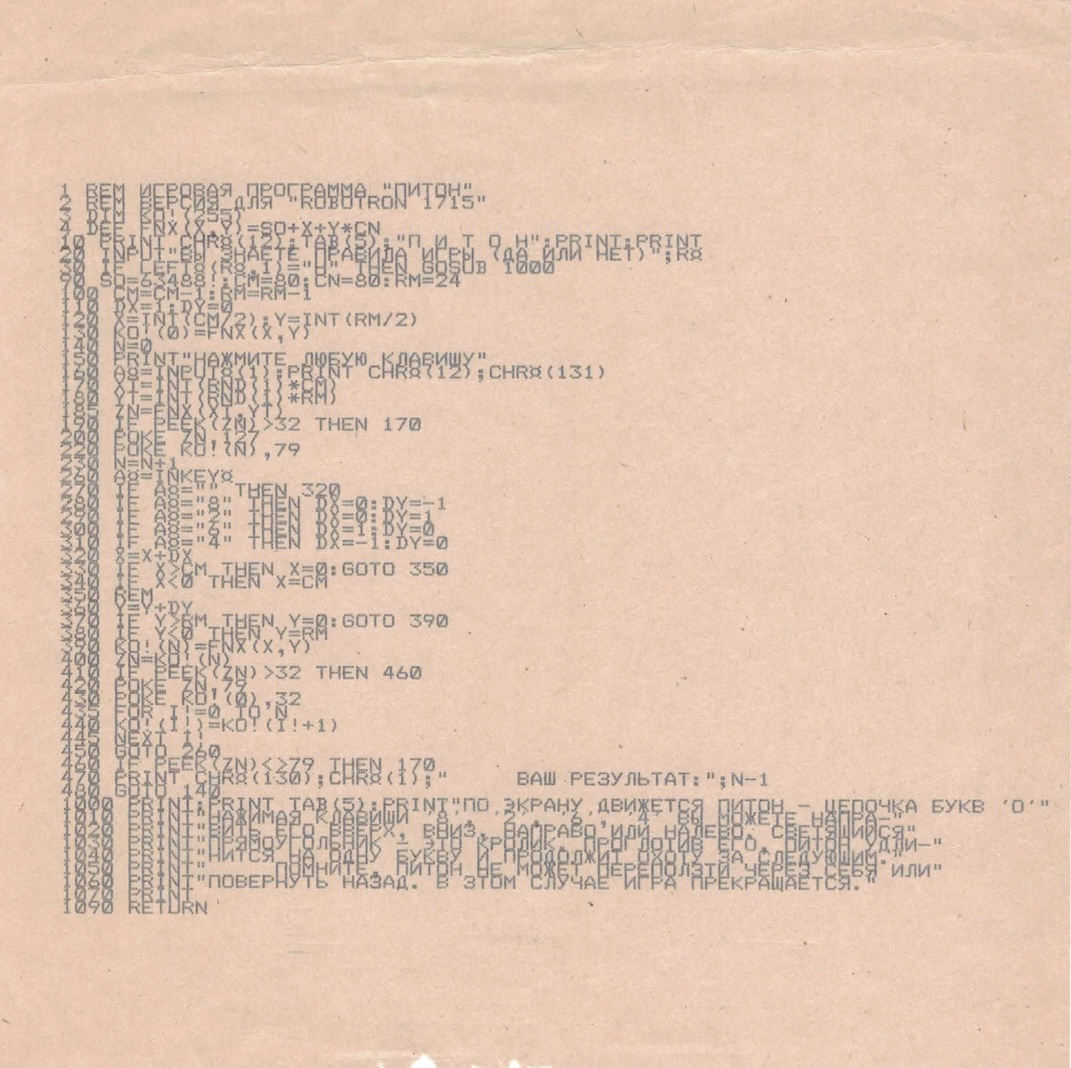 1 REM ИГРОВАЯ ПРОГРАММА "ПИТОН"
2 REM ВЕРСИЯ ДЛЯ "ROBOTRON 1715"
3 DIM KO!(255)
4 DEF FNX(X,Y)=SO+X+Y*CN
10 PRINT CHR¤(12);TAB(5);"П И Т О Н":PRINT:PRINT
20 INPUT"ВЫ ЗНАЕТЕ ПРАВИЛА ИГРЫ (ДА ИЛИ НЕТ)";R¤
30 IF LEFT¤(R¤,1)="Н" THEN GOSUB 1000
90 SO=63488!:CM=80:CN=80:RM=24
100 CM=CM-1:RM=RM-1
110 DX=1:DY=0
120 X=INT(CM/2):Y=INT(RM/2)
130 KO!(0)=FNX(X,Y)
140 N=0
150 PRINT"НАЖМИТЕ ЛЮБУЮ КЛАВИШУ"
160 A¤=INPUT¤(1):PRINT CHR¤(12);CHR¤(131)
170 XT=INT(RND(1)*CM)
180 YT=INT(RND(1)*RM)
185 ZN=FNX(XT,YT)
190 IF PEEK(ZN)>32 THEN 170
200 POKE ZN,127
220 POKE KO!(N),79
230 N=N+1
260 A¤=INKEY¤
270 IF A¤="" THEN 320
280 IF A¤="8" THEN DX=0:DY=-1
290 IF A¤="2" THEN DX=0:DY=1
300 IF A¤="6" THEN DX=1:DY=0
310 IF A¤="4" THEN DX=-1:DY=0
320 X=X+DX
330 IF X>CM THEN X=0:GOTO 350
340 IF X<0 THEN X=CM
350 REM
360 Y=Y+DY
370 IF Y>RM THEN Y=0:GOTO 390
380 IF Y<0 THEN Y=RM
390 KO!(N)=FNX(X,Y)
400 ZN=KO!(N)
410 IF PEEK(ZN)>32 THEN 460
420 POKE ZN,79
430 POKE KO!(0),32
435 FOR I!=0 TO N
440 KO!(I!)=KO!(I!+1)
445 NEXT I!
450 GOTO 260
460 IF PEEK(ZN)<>79 THEN 170
470 PRINT CHR¤(130);CHR¤(1);" ВАШ РЕЗУЛЬТАТ:";N-1
480 GOTO 140
1000 PRINT:PRINT TAB(5):PRINT"ПО ЭКРАНУ ДВИЖЕТСЯ ПИТОН - ЦЕПОЧКА БУКВ 'О'"
1010 PRINT"НАЖИМАЯ КЛАВИШИ '8', '2', '6', '4' ВЫ МОЖЕТЕ НАПРА-"
1020 PRINT"ВИТЬ ЕГО ВВЕРХ, ВНИЗ, НАПРАВО ИЛИ НАЛЕВО. СВЕТЯЩИЙСЯ"
1030 PRINT"ПРЯМОУГОЛЬНИК - ЭТО КРОЛИК. ПРОГЛОТИВ ЕГО, ПИТОН УДЛИ-"
1040 PRINT"НИТСЯ НА ОДНУ БУКВУ И ПРОДОЛЖИТ ОХОТУ ЗА СЛЕДУЮЩИМ."
1050 PRINT" ПОМНИТЕ, ПИТОН НЕ МОЖЕТ ПЕРЕПОЛЗТИ ЧЕРЕЗ СЕБЯ ИЛИ"
1060 PRINT"ПОВЕРНУТЬ НАЗАД. В ЭТОМ СЛУЧАЕ ИГРА ПРЕКРАЩАЕТСЯ."
1070 PRINT
1090 RETURN